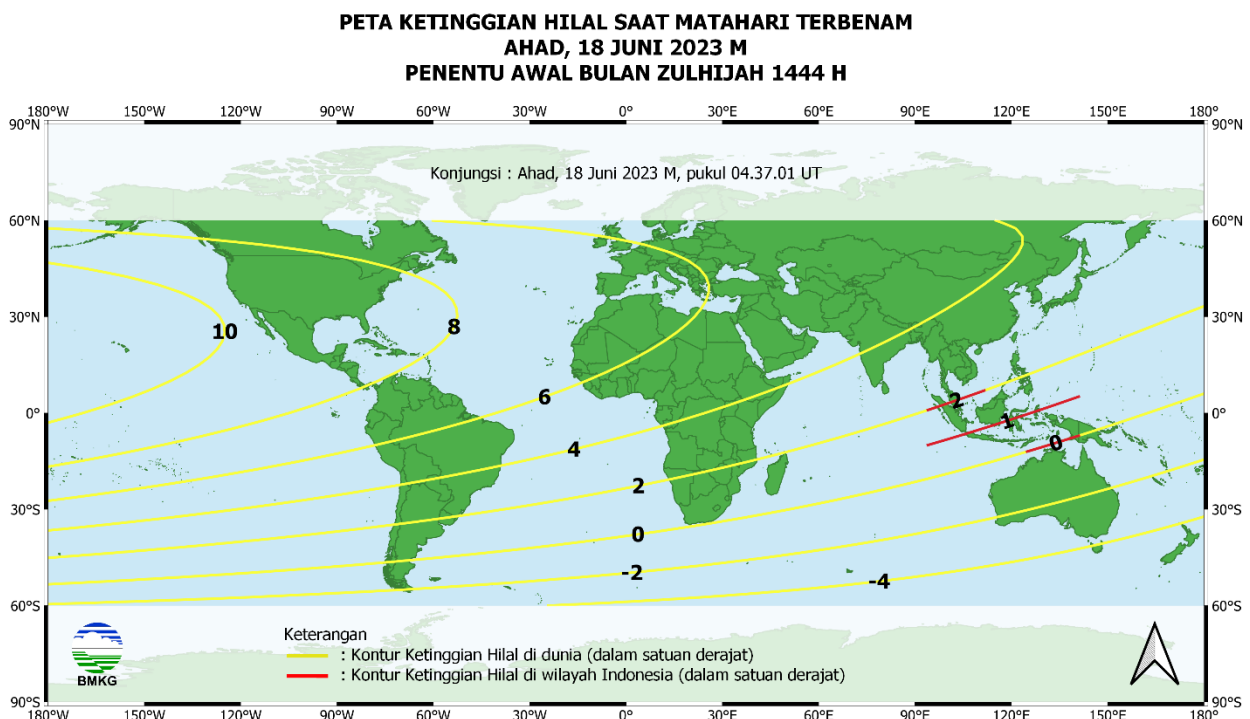 PETA KETINGGIAN HILAL SAAT MATAHARI TERBENAM
AHAD, 18 JUNI 2023 M
PENENTU AWAL BULAN ZULHIJAH 1444 H
180°W 150°W 120°W 90°W 60°W 30°W 0° 30°E 60°E 90°E 120°E 150°E 180°
90°N 90°N
Konjungsi : Ahad, 18 Juni 2023 M, pukul 04.37.01 UT
60°N 60°N
30°N 10 8 30°N
6 2
0° 1 0°
4 0
2
30°S 30°S
0
-2 -4
60°S 60°S
Keterangan
: Kontur Ketinggian Hilal di dunia (dalam satuan derajat)
: Kontur Ketinggian Hilal di wilayah Indonesia (dalam satuan derajat)
BMKG
90°S 90°S
180°W 150°W 120°W 90°W 60°W 30°W 0° 30°E 60°E 90°E 120°E 150°E 180°